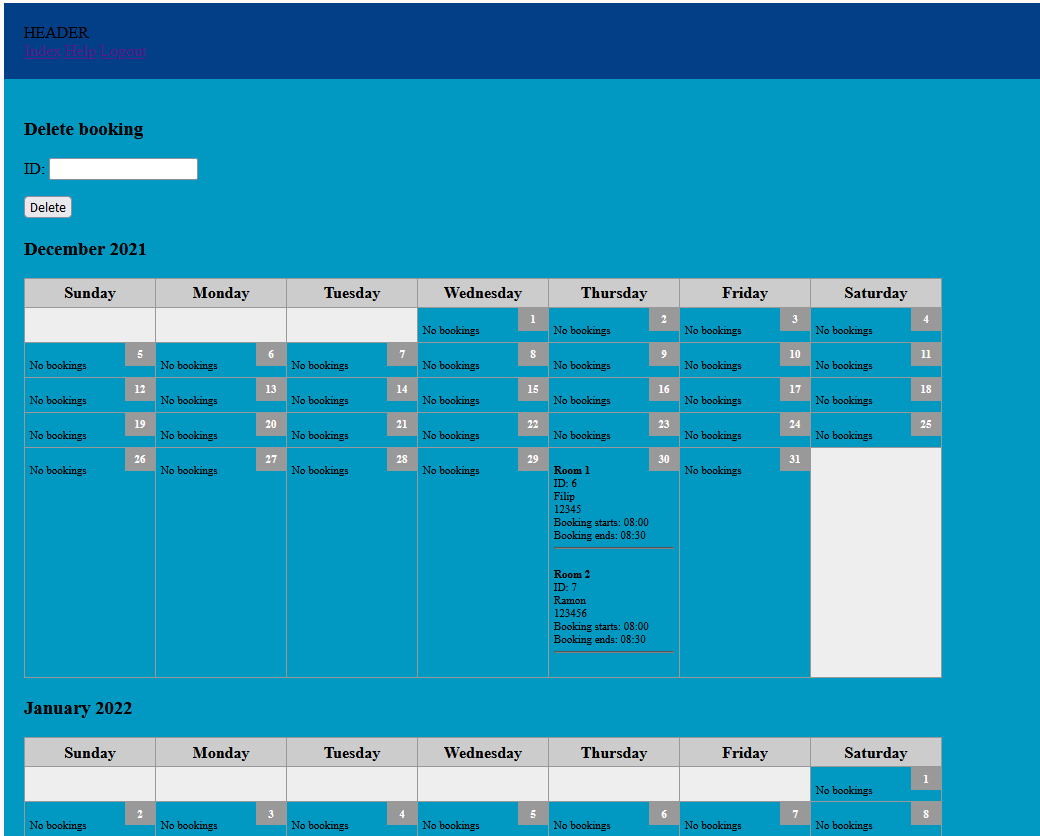 HEADER
Index Help Logout
Delete booking
ID:
Delete
December 2021
Sunday Monday Tuesday Wednesday Thursday Friday Saturday
1 2 3 4
No bookings No bookings No bookings No bookings
5 6 7 8 9 10 11
No bookings No bookings No bookings No bookings No bookings No bookings No bookings
12 13 14 15 16 17 18
No bookings No bookings No bookings No bookings No bookings No bookings No bookings
19 20 21 22 23 24 25
No bookings No bookings No bookings No bookings No bookings No bookings No bookings
26 27 28 29 30 31
No bookings No bookings No bookings No bookings Room 1 No bookings
ID: 6
Filip
12345
Booking starts: 08:00
Booking ends: 08:30
Room 2
ID: 7
Ramon
123456
Booking starts: 08:00
Booking ends: 08:30
January 2022
Sunday Monday Tuesday Wednesday Thursday Friday Saturday
1
No bookings
2 3 4 5 6 7 8
No bookings No bookings No bookings No bookings No bookings No bookings No bookings